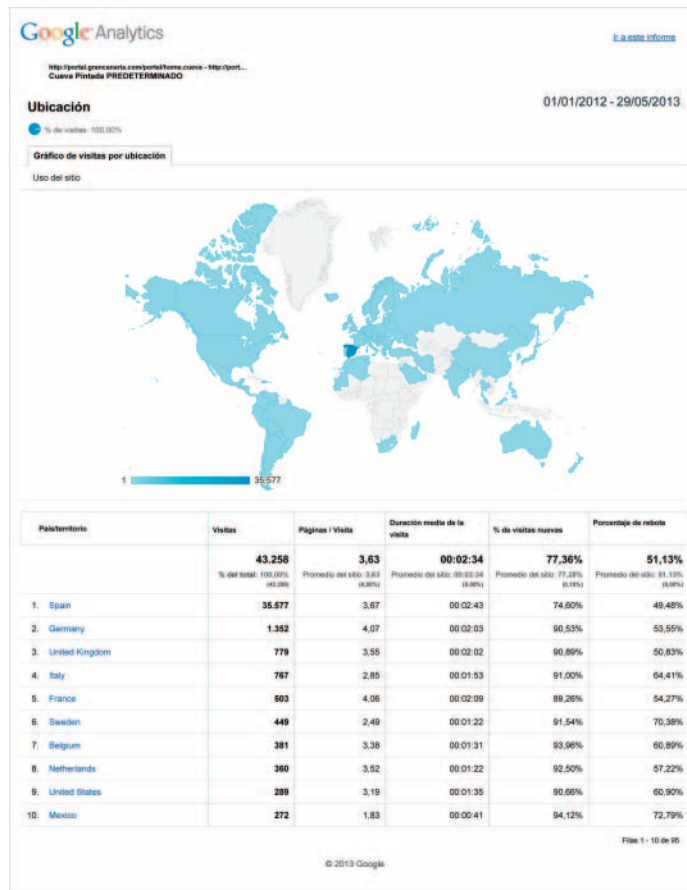 Google Analytics
Ir a este informe
http://portal.grancanaria.com/portal/home.cueva - http://port...
Cueva Pintada PREDETERMINADO
Ubicación
01/01/2012 - 29/05/2013
% de visitas: 100,00%
Gráfico de visitas por ubicación
Uso del sitio
1 35.577
País/territorio Visitas Páginas / Visita Duración media de la visita % de visitas nuevas Porcentaje de rebote
43.258 3,63 00:02:34 77,36% 51,13%
% del total: 100,00% Promedio del sitio: 3,63 Promedio del sitio: 00:02:34 Promedio del sitio: 77,28% Promedio del sitio: 51,13%
(43.258) (0,00%) (0,00%) (0,10%) (0,00%)
1. Spain 35.577 3,67 00:02:43 74,60% 49,48%
2. Germany 1.352 4,07 00:02:03 90,53% 53,55%
3. United Kingdom 779 3,55 00:02:02 90,89% 50,83%
4. Italy 767 2,85 00:01:53 91,00% 64,41%
5. France 503 4,06 00:02:09 89,26% 54,27%
6. Sweden 449 2,49 00:01:22 91,54% 70,38%
7. Belgium 381 3,38 00:01:31 93,96% 60,89%
8. Netherlands 360 3,52 00:01:22 92,50% 57,22%
9. United States 289 3,19 00:01:35 90,66% 60,90%
10. Mexico 272 1,83 00:00:41 94,12% 72,79%
Filas 1 - 10 de 95
© 2013 Google